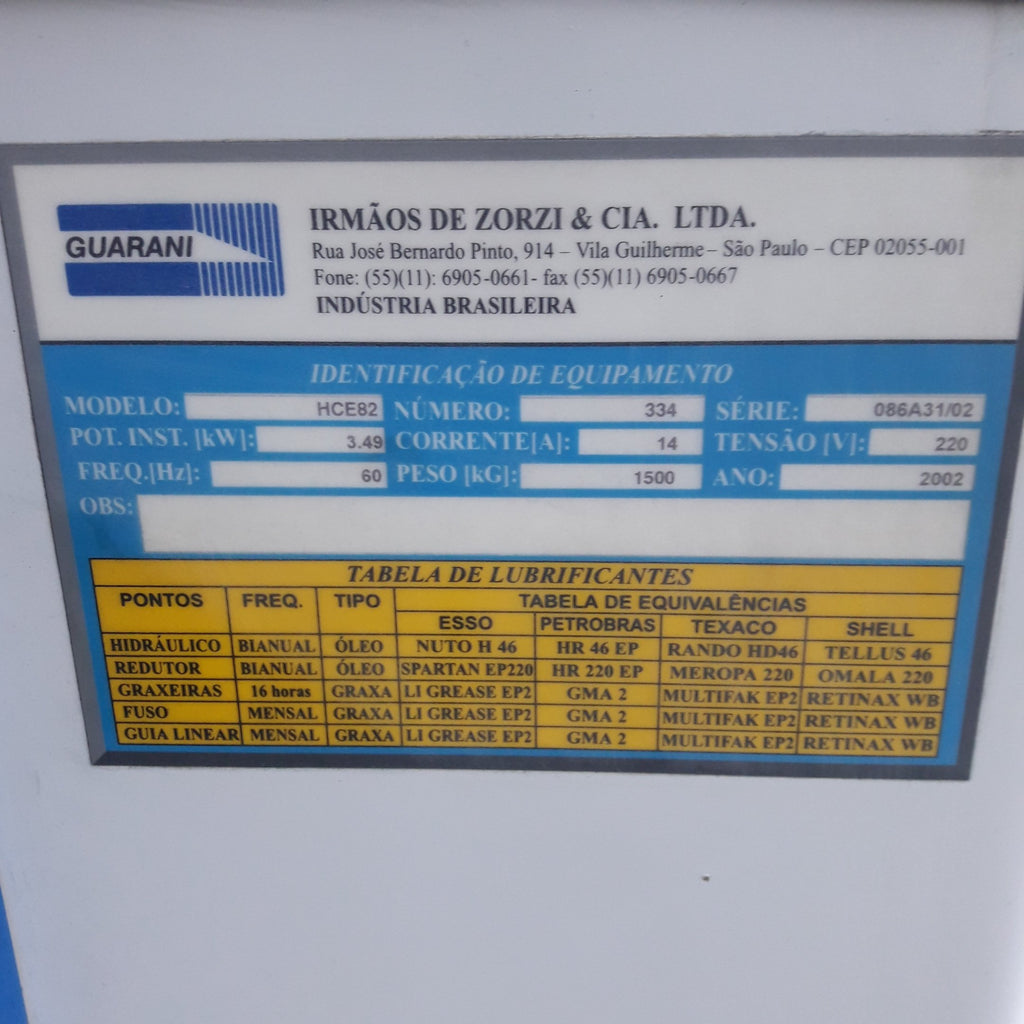 GUARANI
IRMÃOS DE ZORZI & CIA. LTDA.
Rua José Bernardo Pinto, 914 – Vila Guilherme – São Paulo – CEP 02055-001
Fone: (55)(11): 6905-0661- fax (55)(11) 6905-0667
INDÚSTRIA BRASILEIRA
IDENTIFICAÇÃO DE EQUIPAMENTO
MODELO: HCE82 NÚMERO: 334 SÉRIE: 086A31/02
POT. INST. [kW]: 3.49 CORRENTE[A]: 14 TENSÃO [V]: 220
FREQ.[Hz]: 60 PESO [kG]: 1500 ANO: 2002
OBS:
TABELA DE LUBRIFICANTES
PONTOS FREQ. TIPO TABELA DE EQUIVALÊNCIAS
ESSO PETROBRAS TEXACO SHELL
HIDRÁULICO BIANUAL ÓLEO NUTO H 46 HR 46 EP RANDO HD46 TELLUS 46
REDUTOR BIANUAL ÓLEO SPARTAN EP220 HR 220 EP MEROPA 220 OMALA 220
GRAXEIRAS 16 horas GRAXA LI GREASE EP2 GMA 2 MULTIFAK EP2 RETINAX WB
FUSO MENSAL GRAXA LI GREASE EP2 GMA 2 MULTIFAK EP2 RETINAX WB
GUIA LINEAR MENSAL GRAXA LI GREASE EP2 GMA 2 MULTIFAK EP2 RETINAX WB